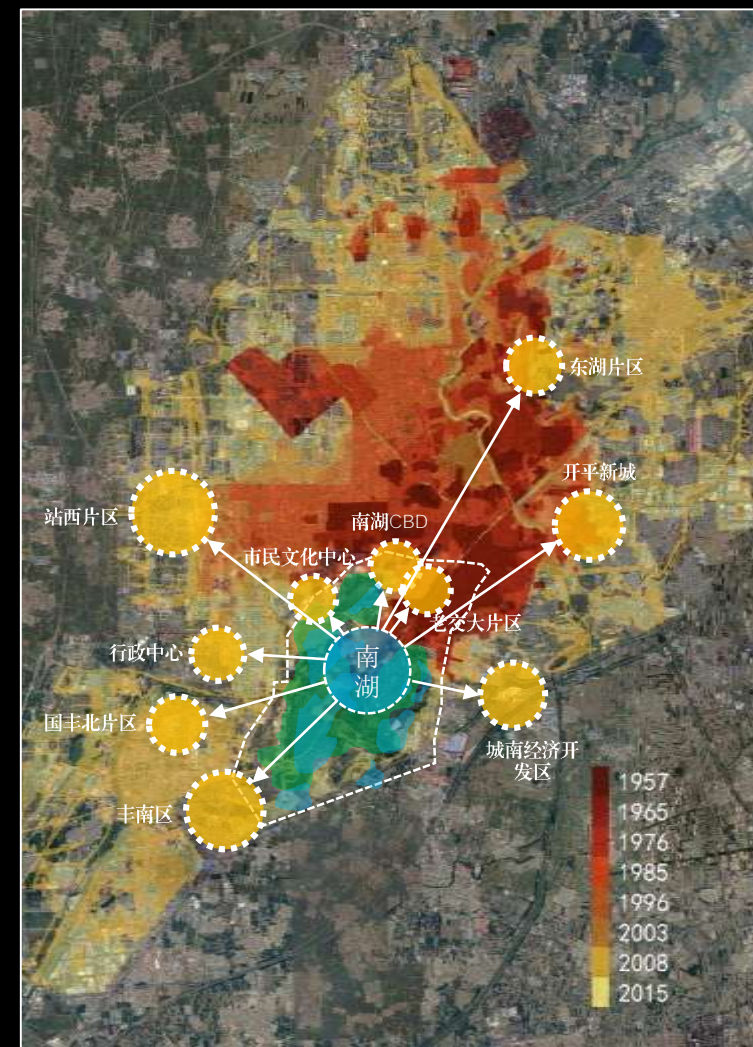 东湖片区
开平新城
站西片区
南湖CBD
市民文化中心
老交大片区
行政中心
南
湖
国丰北片区
城南经济开
发区
丰南区
1957
1965
1976
1985
1996
2003
2008
2015